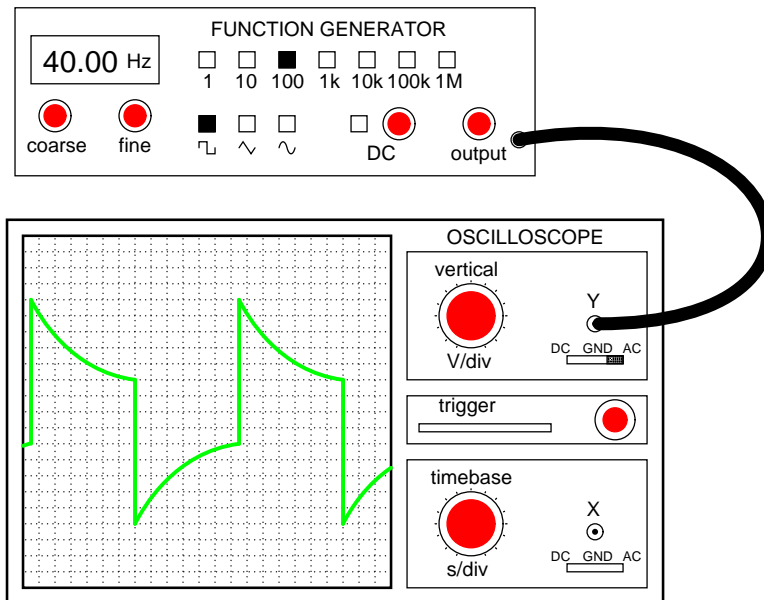 FUNCTION GENERATOR
40.00 Hz
1 10 100 1k 10k 100k 1M
coarse fine DC output
OSCILLOSCOPE
vertical
Y
DC GND AC
V/div
trigger
timebase
X
DC GND AC
s/div